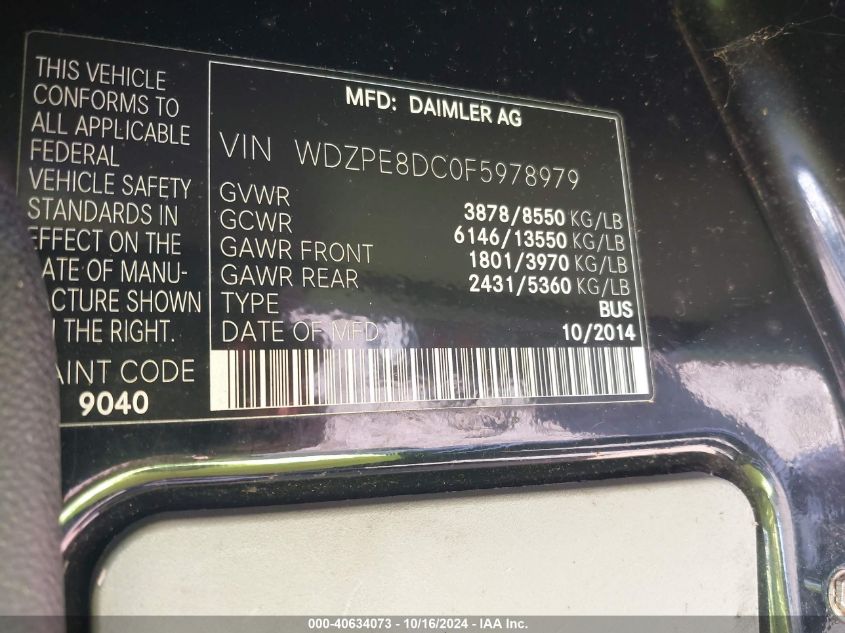 THIS VEHICLE
CONFORMS TO
ALL APPLICABLE
FEDERAL
VEHICLE SAFETY
STANDARDS IN
EFFECT ON THE
ATE OF MANU-
CTURE SHOWN
THE RIGHT.
AINT CODE
9040
MFD: DAIMLER AG
VIN WDZPE8DC0F5978979
GVWR 3878/8550 KG/LB
GCWR 6146/13550 KG/LB
GAWR FRONT 1801/3970 KG/LB
GAWR REAR 2431/5360 KG/LB
TYPE BUS
DATE OF MFD 10/2014
000-40634073 - 10/16/2024 - IAA Inc.